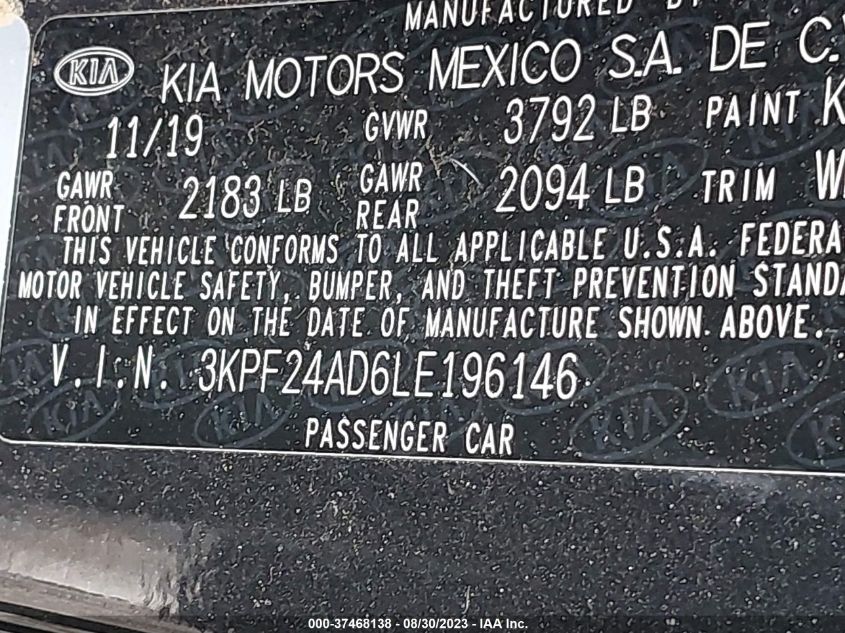 MANUFACTURED BY
KIA KIA MOTORS MEXICO S.A. DE C.
11/19 GVWR 3792 LB PAINT K
GAWR FRONT 2183 LB GAWR REAR 2094 LB TRIM W
THIS VEHICLE CONFORMS TO ALL APPLICABLE U.S.A. FEDERA
MOTOR VEHICLE SAFETY, BUMPER, AND THEFT PREVENTION STANDA
IN EFFECT ON THE DATE OF MANUFACTURE SHOWN ABOVE.
V.I.N. 3KPF24AD6LE196146
PASSENGER CAR
000-37468138 - 08/30/2023 - IAA Inc.